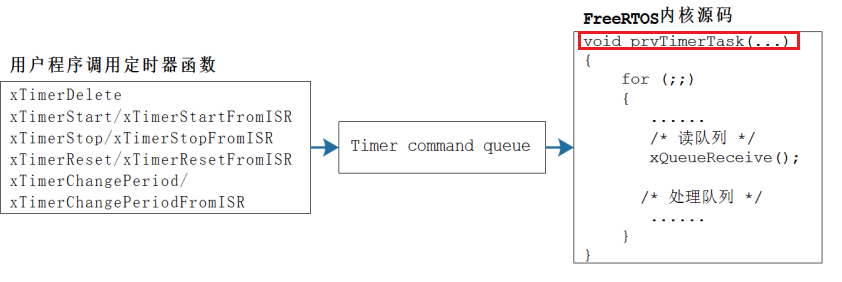 用户程序调用定时器函数
xTimerDelete
xTimerStart/xTimerStartFromISR
xTimerStop/xTimerStopFromISR
xTimerReset/xTimerResetFromISR
xTimerChangePeriod/
xTimerChangePeriodFromISR
Timer command queue
FreeRTOS内核源码
void prvTimerTask(...)
{
for (;;)
{
......
/* 读队列 */
xQueueReceive();
/* 处理队列 */
......
}
}